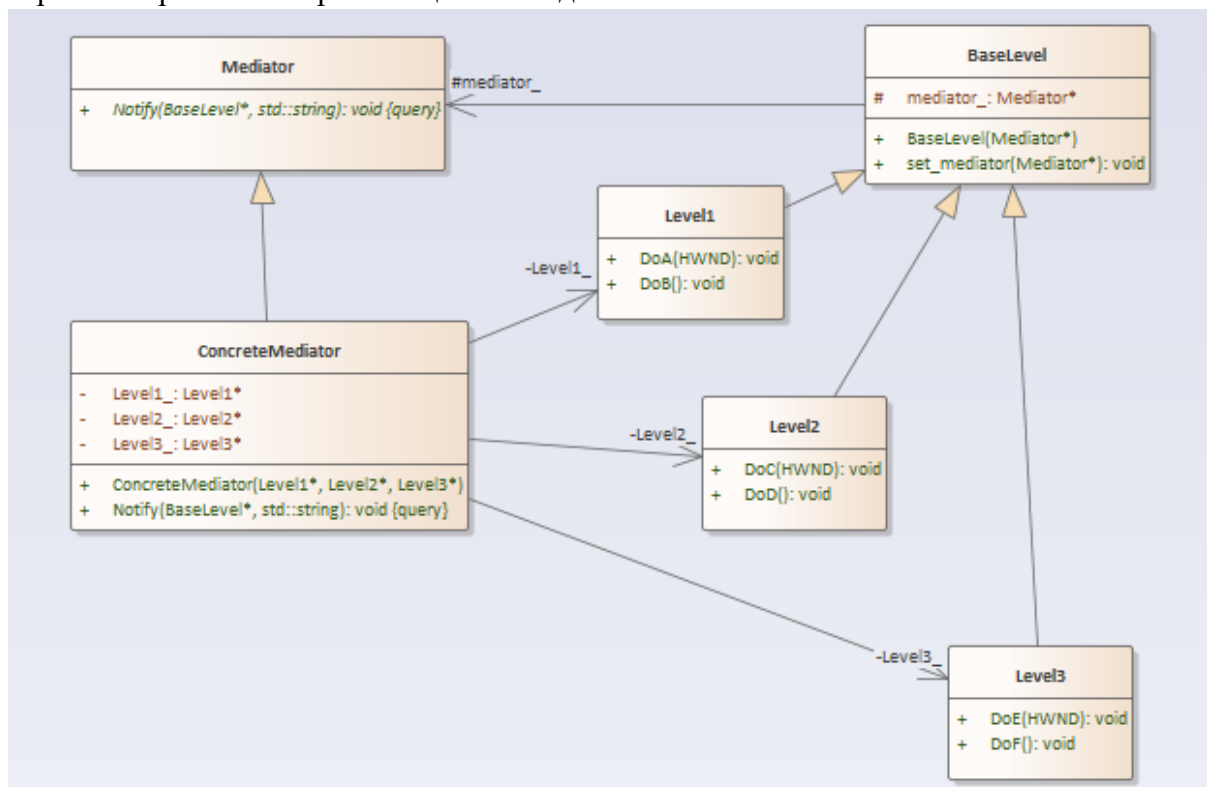 Mediator
+ Notify(BaseLevel*, std::string): void {query}
#mediator_
BaseLevel
# mediator_: Mediator*
+ BaseLevel(Mediator*)
+ set_mediator(Mediator*): void
Level1
+ DoA(HWND): void
+ DoB(): void
-Level1_
ConcreteMediator
- Level1_: Level1*
- Level2_: Level2*
- Level3_: Level3*
+ ConcreteMediator(Level1*, Level2*, Level3*)
+ Notify(BaseLevel*, std::string): void {query}
-Level2_
Level2
+ DoC(HWND): void
+ DoD(): void
-Level3_
Level3
+ DoE(HWND): void
+ DoF(): void